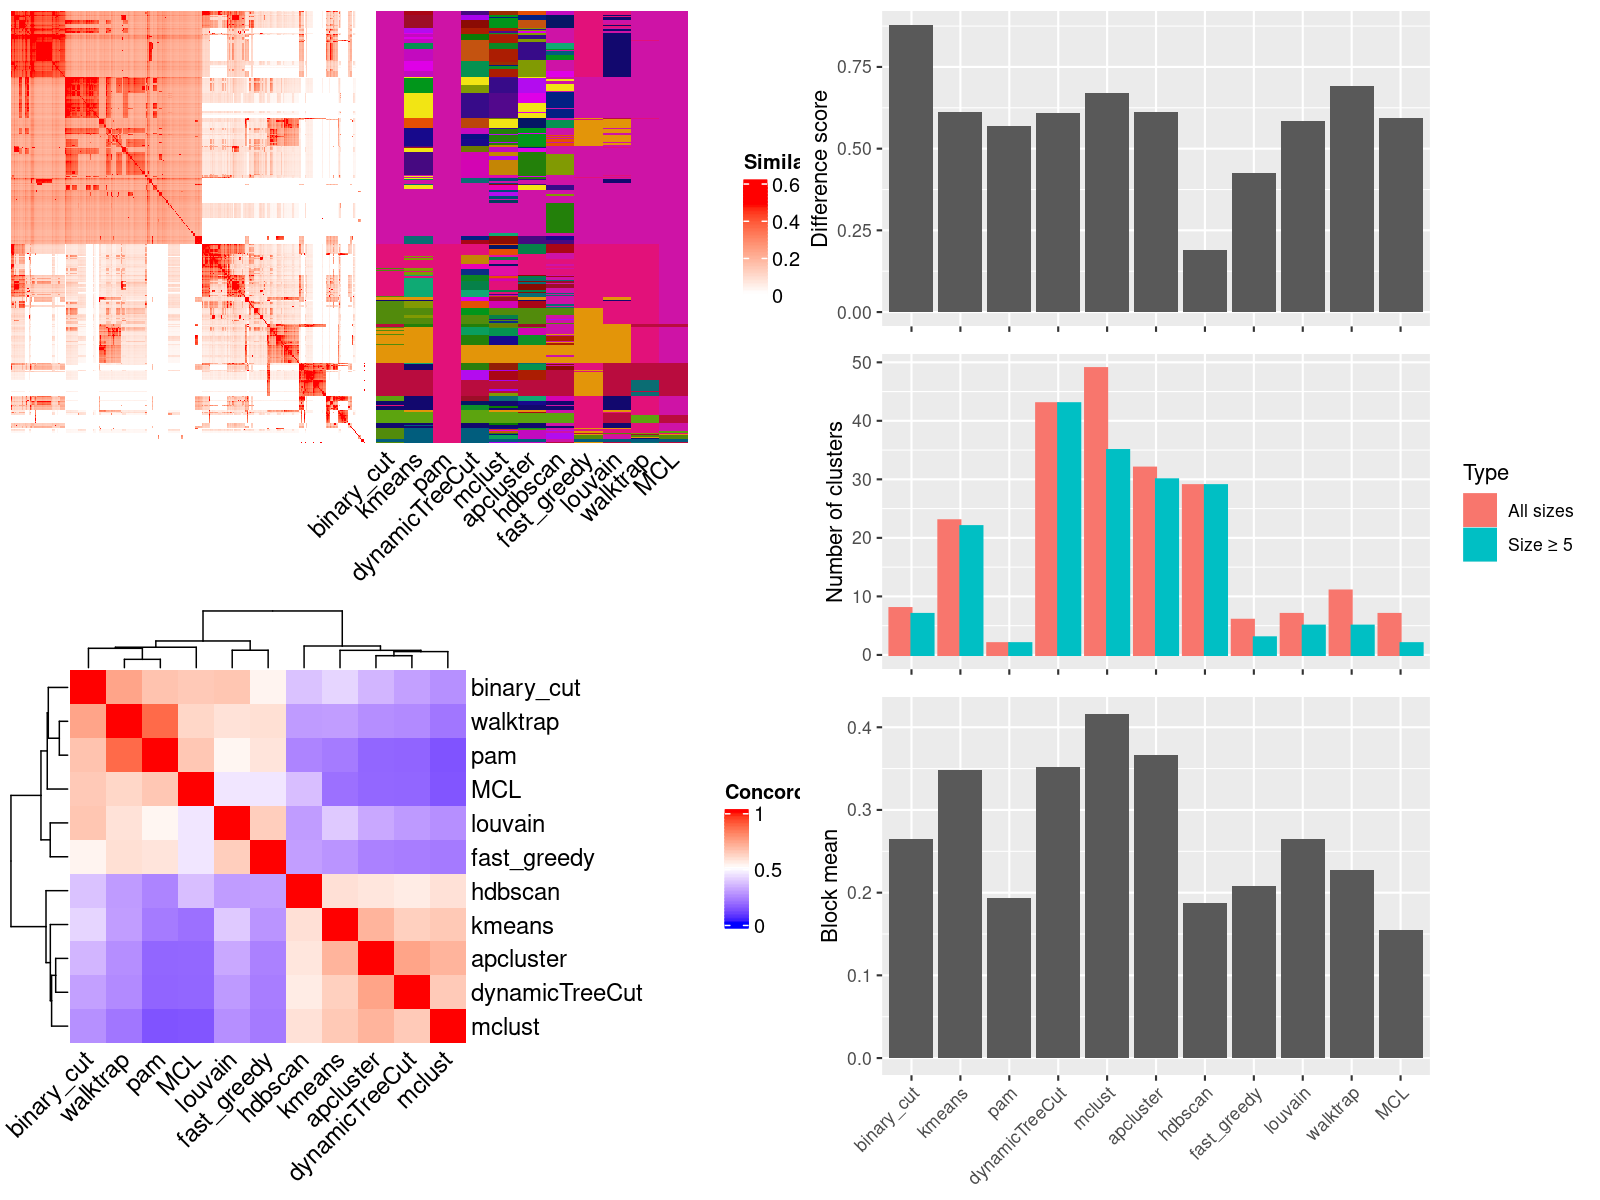 Simila
0.6
0.4
0.2
0
binary_cut
kmeans
pam
dynamicTreeCut
mclust
apcluster
hdbscan
fast_greedy
louvain
walktrap
MCL
Difference score
0.75
0.50
0.25
0.00
Number of clusters
50
40
30
20
10
0
Type
All sizes
Size ≥ 5
binary_cut
walktrap
pam
MCL
louvain
fast_greedy
hdbscan
kmeans
apcluster
dynamicTreeCut
mclust
binary_cut
walktrap
pam
MCL
louvain
fast_greedy
hdbscan
kmeans
apcluster
dynamicTreeCut
mclust
Concord
1
0.5
0
Block mean
0.4
0.3
0.2
0.1
0.0
binary_cut
kmeans
pam
dynamicTreeCut
mclust
apcluster
hdbscan
fast_greedy
louvain
walktrap
MCL